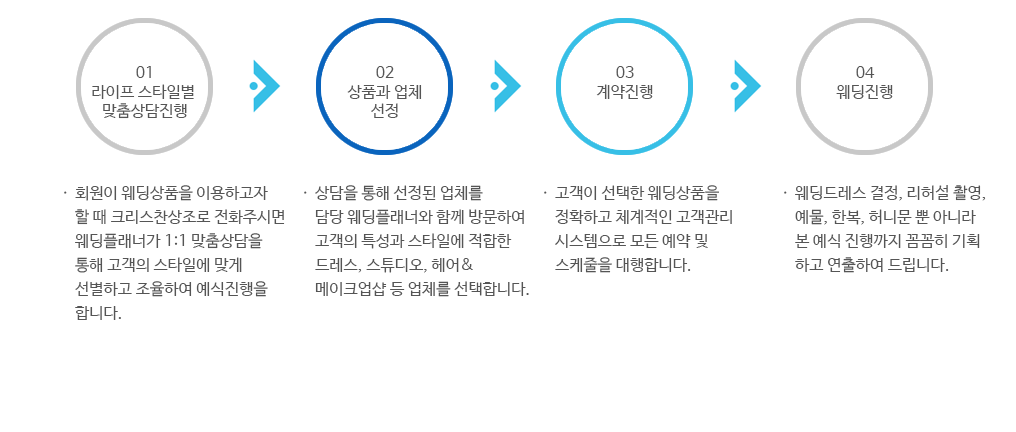 01
라이프 스타일별
맞춤상담진행
02
상품과 업체
선정
03
계약진행
04
웨딩진행
· 회원이 웨딩상품을 이용하고자
할 때 크리스찬상조로 전화주시면
웨딩플래너가 1:1 맞춤상담을
통해 고객의 스타일에 맞게
선별하고 조율하여 예식진행을
합니다.
· 상담을 통해 선정된 업체를
담당 웨딩플래너와 함께 방문하여
고객의 특성과 스타일에 적합한
드레스, 스튜디오, 헤어&
메이크업샵 등 업체를 선택합니다.
· 고객이 선택한 웨딩상품을
정확하고 체계적인 고객관리
시스템으로 모든 예약 및
스케줄을 대행합니다.
· 웨딩드레스 결정, 리허설 촬영,
예물, 한복, 허니문 뿐 아니라
본 예식 진행까지 꼼꼼히 기획
하고 연출하여 드립니다.